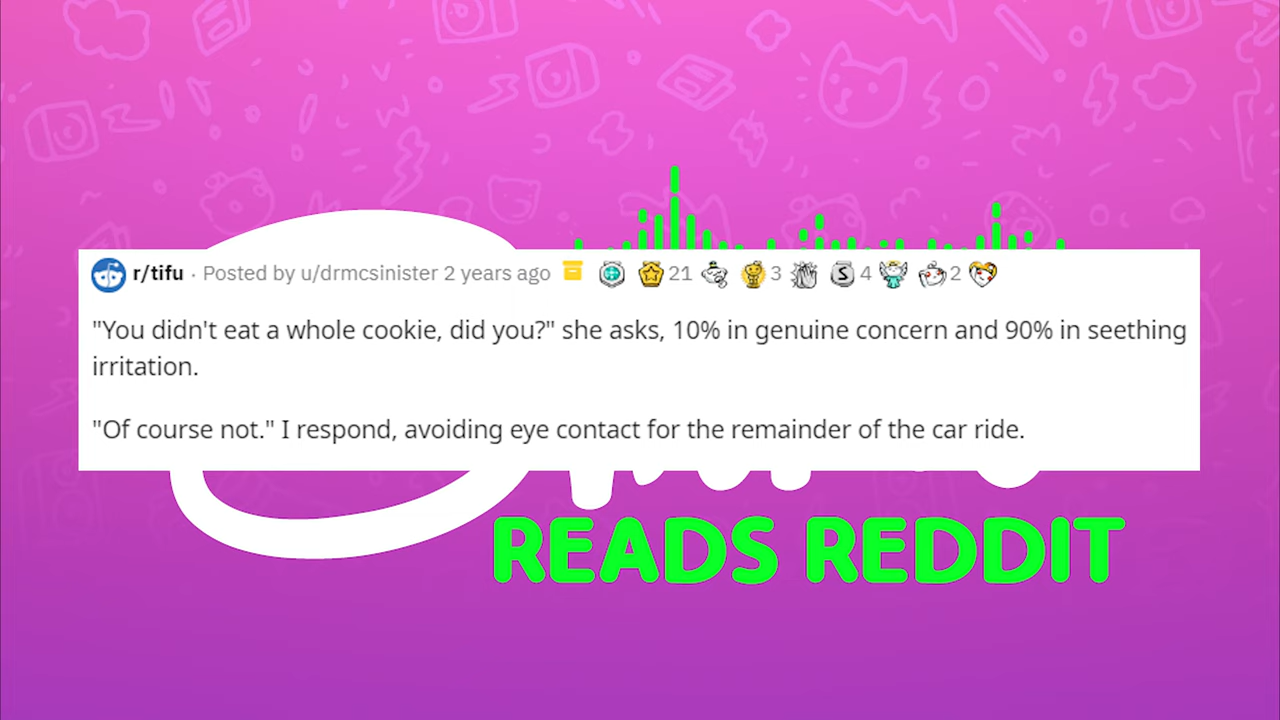 r/tifu · Posted by u/drmcsinister 2 years ago 21 3 S 4 2
"You didn't eat a whole cookie, did you?" she asks, 10% in genuine concern and 90% in seething
irritation.
"Of course not." I respond, avoiding eye contact for the remainder of the car ride.
READS REDDIT